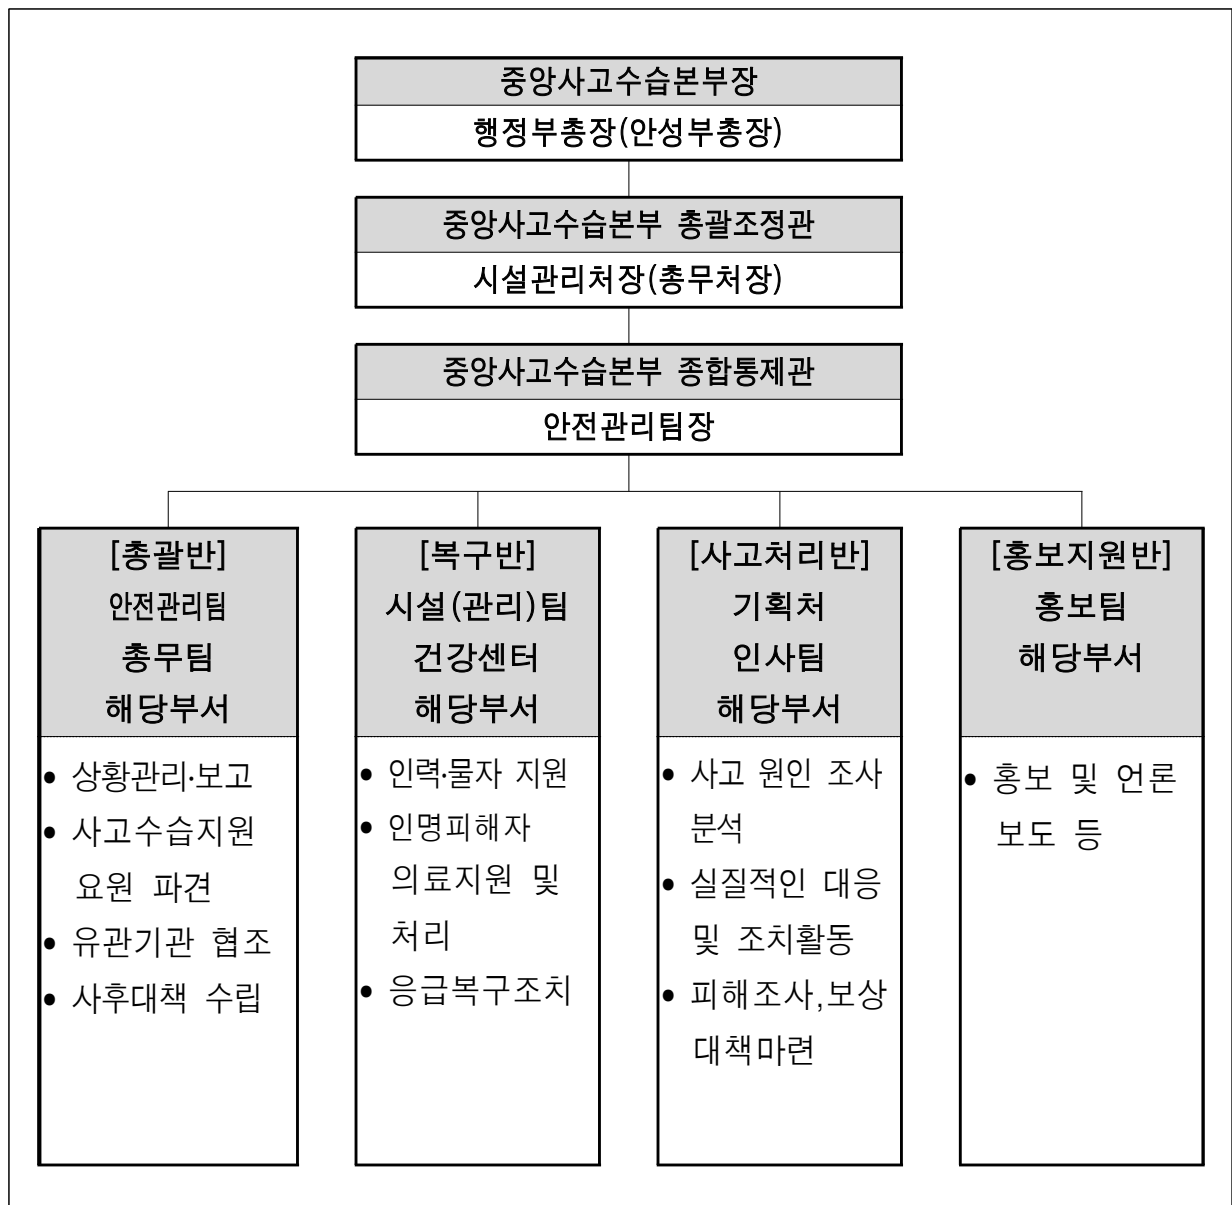 중앙사고수습본부장
행정부총장(안성부총장)
중앙사고수습본부 총괄조정관
시설관리처장(총무처장)
중앙사고수습본부 종합통제관
안전관리팀장
[총괄반]
안전관리팀
총무팀
해당부서
• 상황관리·보고
• 사고수습지원
요원 파견
• 유관기관 협조
• 사후대책 수립
[복구반]
시설(관리)팀
건강센터
해당부서
• 인력·물자 지원
• 인명피해자
의료지원 및
처리
• 응급복구조치
[사고처리반]
기획처
인사팀
해당부서
• 사고 원인 조사
분석
• 실질적인 대응
및 조치활동
• 피해조사,보상
대책마련
[홍보지원반]
홍보팀
해당부서
• 홍보 및 언론
보도 등